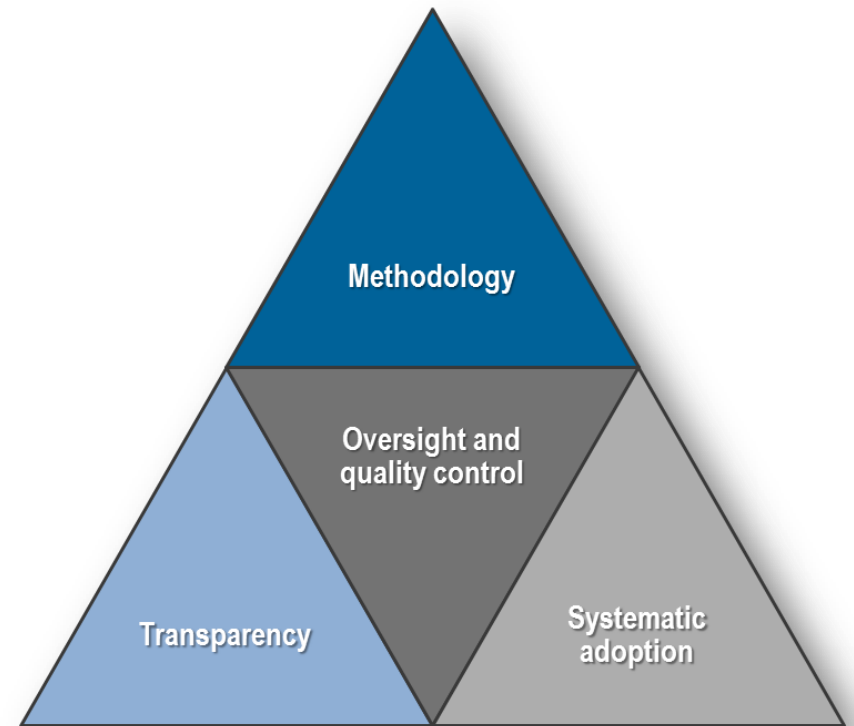 Methodology
Oversight and
quality control
Transparency
Systematic
adoption